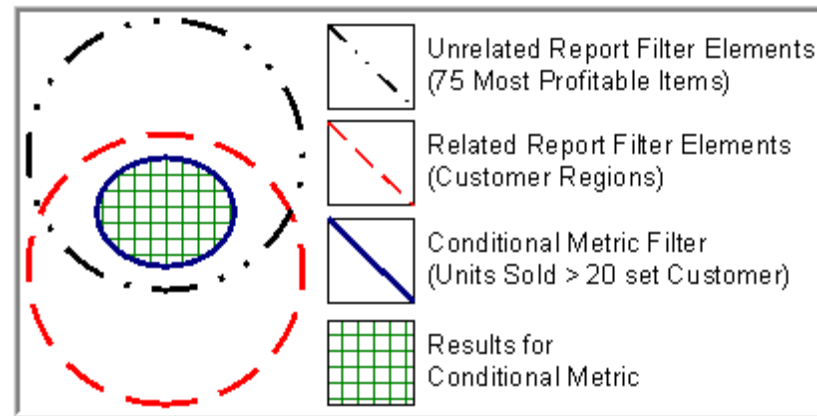 Unrelated Report Filter Elements
(75 Most Profitable Items)
Related Report Filter Elements
(Customer Regions)
Conditional Metric Filter
(Units Sold > 20 set Customer)
Results for
Conditional Metric